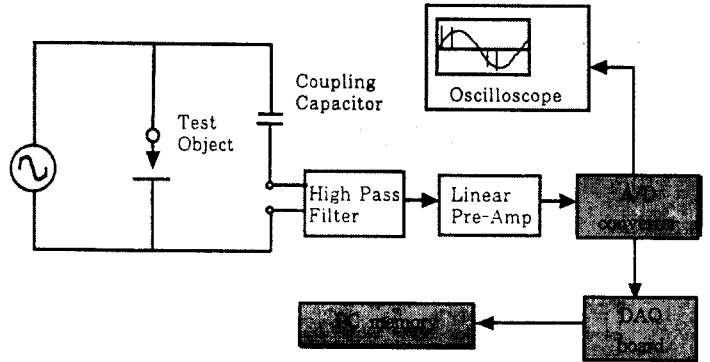 Coupling
Capacitor
Oscilloscope
Test
Object
High Pass
Filter
Linear
Pre-Amp
A/D
converter
DAQ
board
PC memory